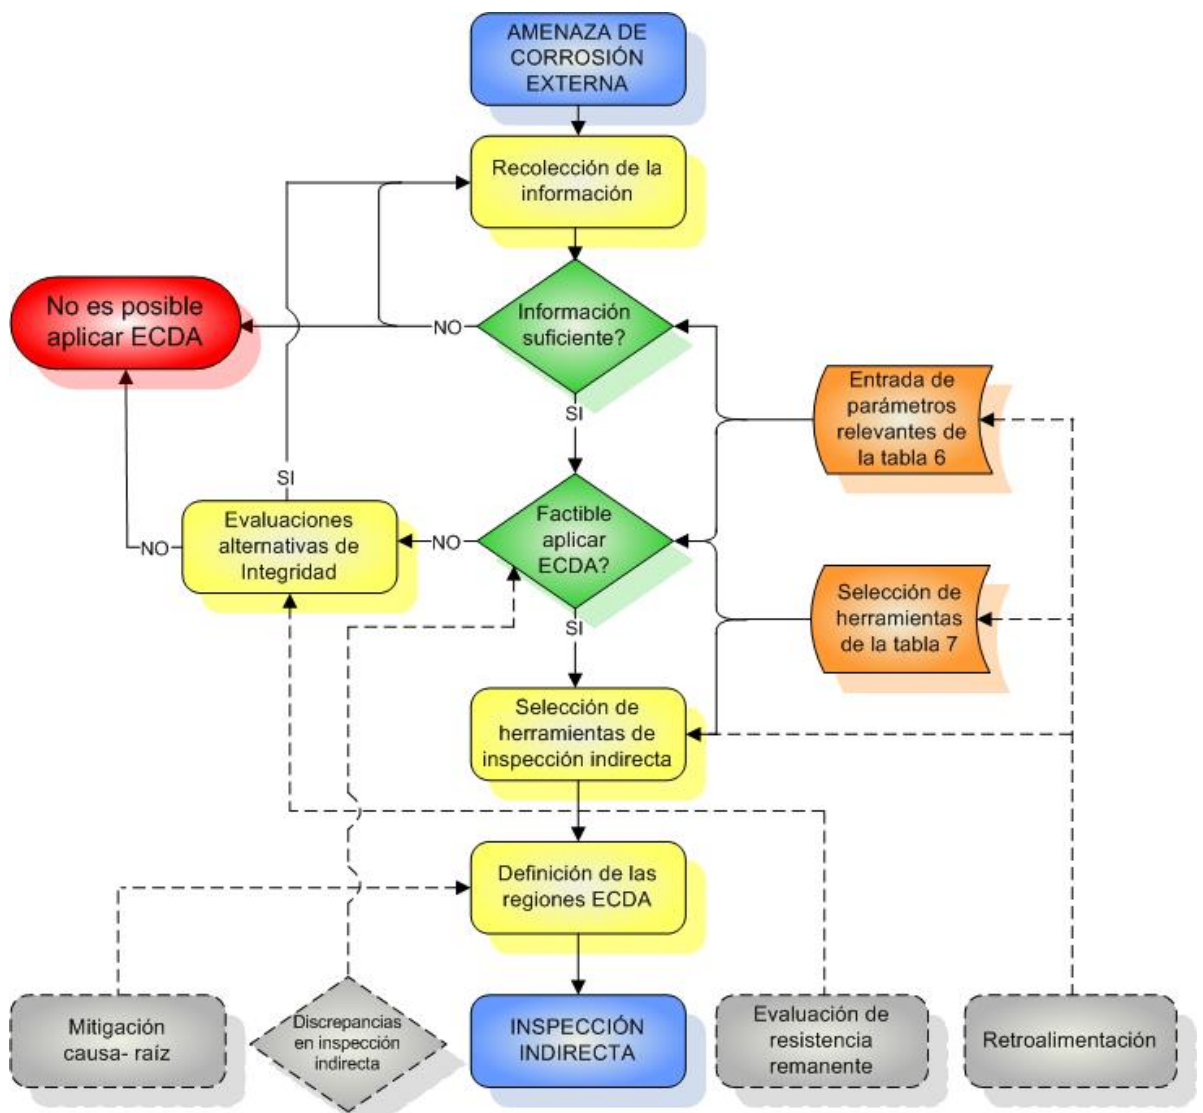 AMENAZA DE
CORROSIÓN
EXTERNA
Recolección de la
información
No es posible
aplicar ECDA
NO
Información
suficiente?
SI
Entrada de
parámetros
relevantes de
la tabla 6
SI
Evaluaciones
alternativas de
Integridad
NO
NO
Factible
aplicar
ECDA?
SI
Selección de
herramientas
de la tabla 7
Selección de
herramientas de
inspección indirecta
Definición de las
regiones ECDA
Mitigación
causa- raíz
Discrepancias
en inspección
indirecta
INSPECCIÓN
INDIRECTA
Evaluación de
resistencia
remanente
Retroalimentación